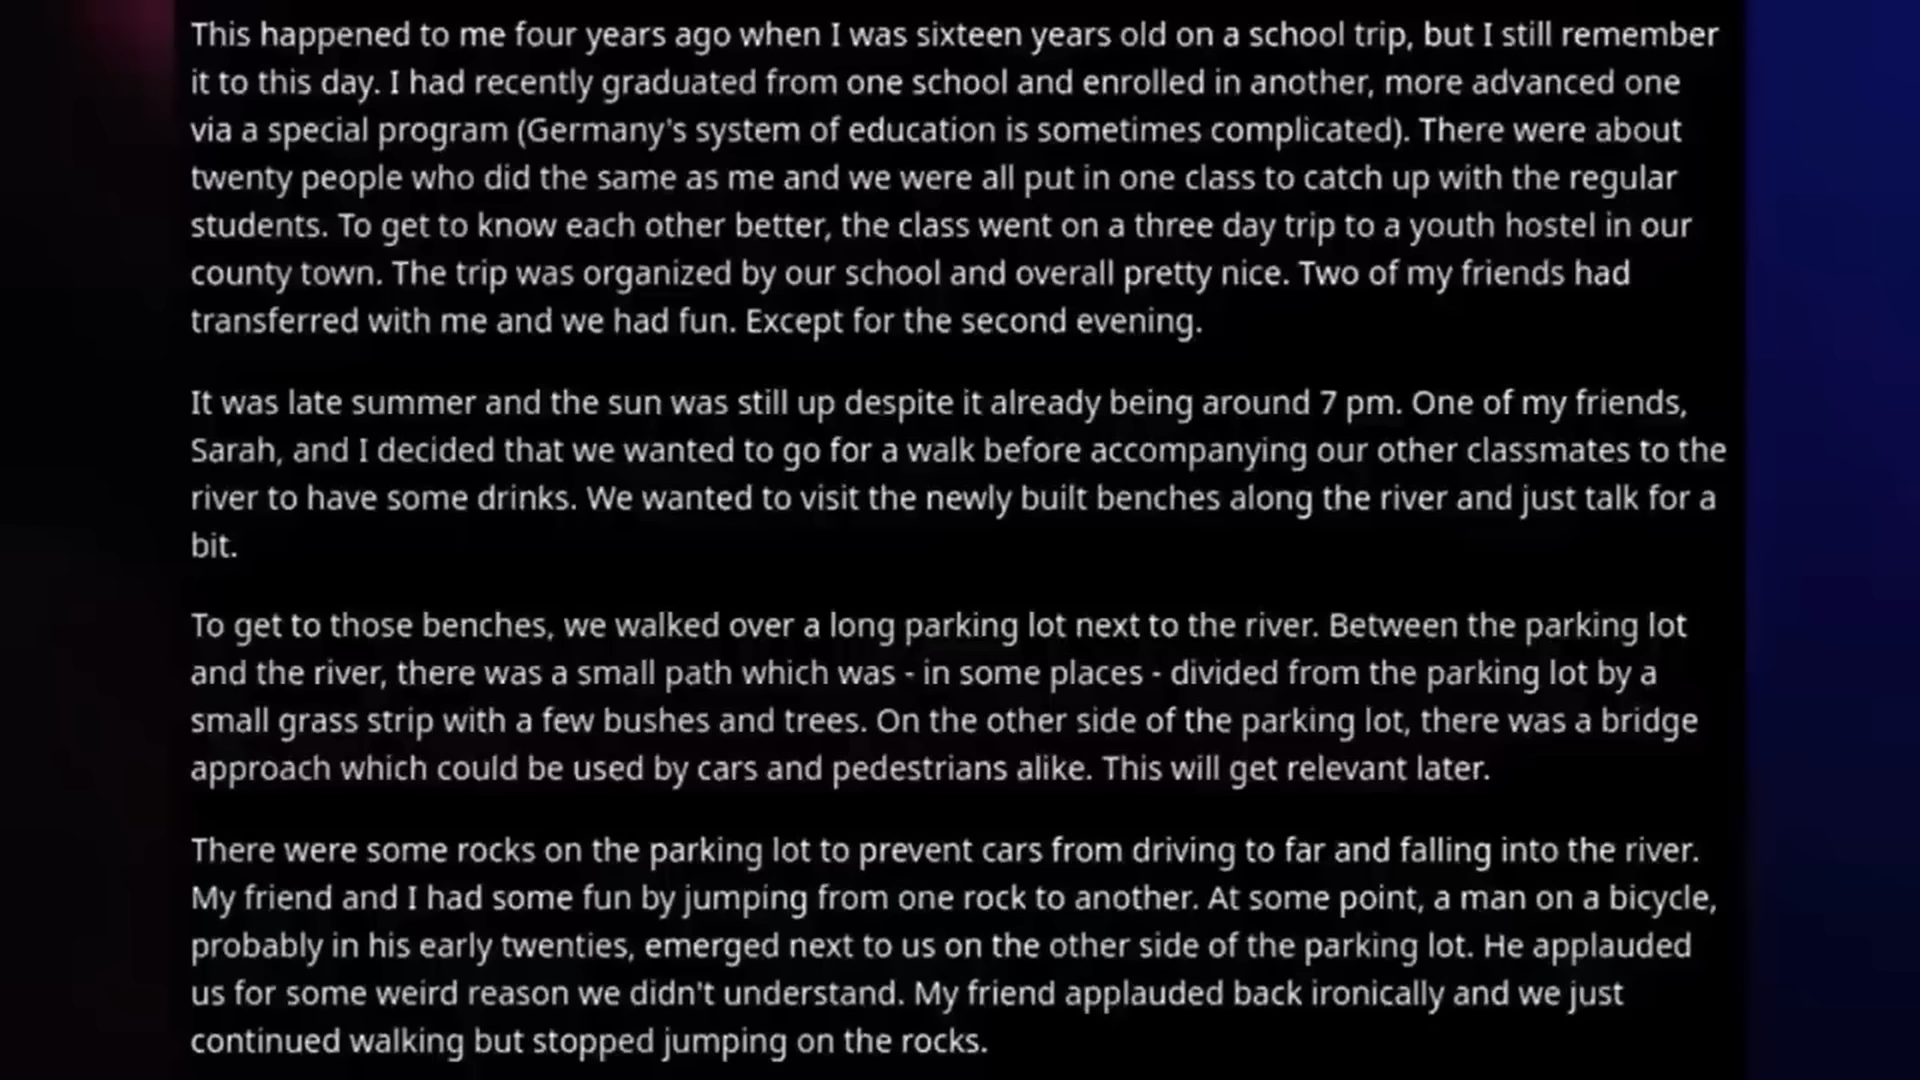 This happened to me four years ago when I was sixteen years old on a school trip, but I still remember
it to this day. I had recently graduated from one school and enrolled in another, more advanced one
via a special program (Germany's system of education is sometimes complicated). There were about
twenty people who did the same as me and we were all put in one class to catch up with the regular
students. To get to know each other better, the class went on a three day trip to a youth hostel in our
county town. The trip was organized by our school and overall pretty nice. Two of my friends had
transferred with me and we had fun. Except for the second evening.
It was late summer and the sun was still up despite it already being around 7 pm. One of my friends,
Sarah, and I decided that we wanted to go for a walk before accompanying our other classmates to the
river to have some drinks. We wanted to visit the newly built benches along the river and just talk for a
bit.
To get to those benches, we walked over a long parking lot next to the river. Between the parking lot
and the river, there was a small path which was - in some places - divided from the parking lot by a
small grass strip with a few bushes and trees. On the other side of the parking lot, there was a bridge
approach which could be used by cars and pedestrians alike. This will get relevant later.
There were some rocks on the parking lot to prevent cars from driving to far and falling into the river.
My friend and I had some fun by jumping from one rock to another. At some point, a man on a bicycle,
probably in his early twenties, emerged next to us on the other side of the parking lot. He applauded
us for some weird reason we didn't understand. My friend applauded back ironically and we just
continued walking but stopped jumping on the rocks.